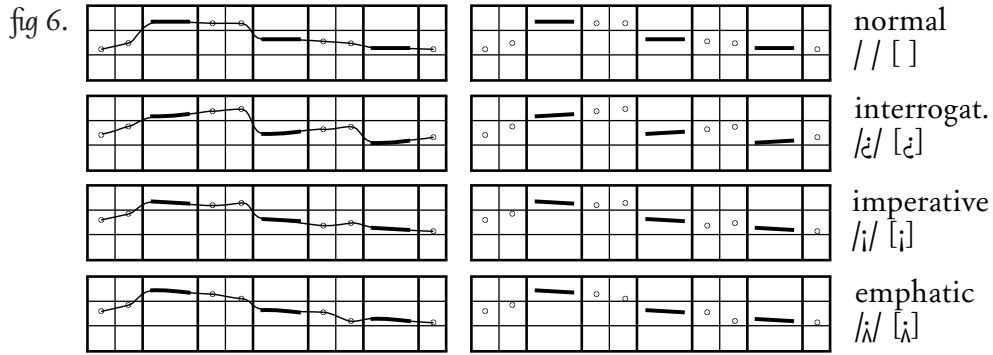 fig 6.
normal
/ / [ ]
interrogat.
/¿/ [¿]
imperative
/¡/ [¡]
emphatic